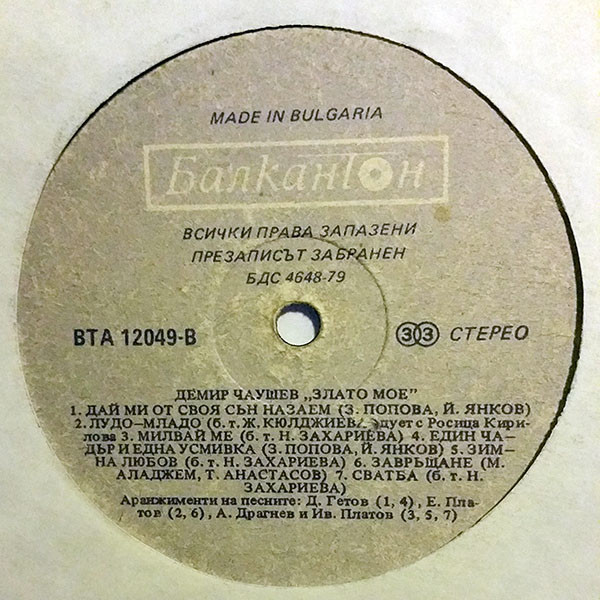 MADE IN BULGARIA
Балкантон
ВСИЧКИ ПРАВА ЗАПАЗЕНИ
ПРЕЗАПИСЪТ ЗАБРАНЕН
БДС 4648-79
ВТА 12049-В
33 СТЕРЕО
ДЕМИР ЧАУШЕВ „ЗЛАТО МОЕ”
1. ДАЙ МИ ОТ СВОЯ СЪН НАЗАЕМ (З. ПОПОВА, Й. ЯНКОВ)
2. ЛУДО—МЛАДО (б. т. Ж. КЮЛДЖИЕВА, дует с Росица Кири-
лова 3. МИЛВАЙ МЕ (б. т. Н. ЗАХАРИЕВА) 4. ЕДИН ЧА-
ДЪР И ЕДНА УСМИВКА (З. ПОПОВА, Й. ЯНКОВ) 5. ЗИМ-
НА ЛЮБОВ (б. т. Н. ЗАХАРИЕВА) 6. ЗАВРЪЩАНЕ (М.
АЛАДЖЕМ, Т. АНАСТАСОВ) 7. СВАТБА (б. т. Н.
ЗАХАРИЕВА)
Аранжименти на песните: Д. Гетов (1, 4), Е. Пла-
тов (2, 6), А. Драгнев и Ив. Платов (3, 5, 7)